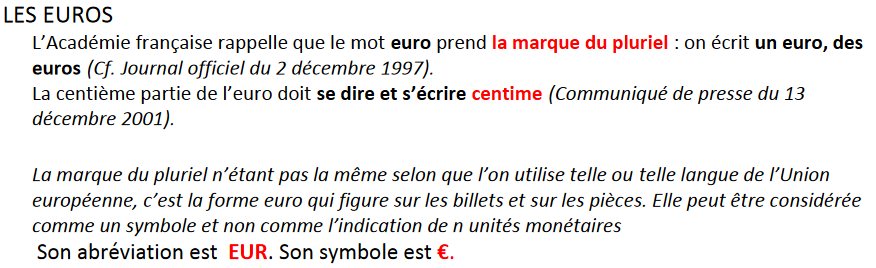 LES EUROS
L’Académie française rappelle que le mot euro prend la marque du pluriel : on écrit un euro, des
euros (Cf. Journal officiel du 2 décembre 1997).
La centième partie de l’euro doit se dire et s’écrire centime (Communiqué de presse du 13
décembre 2001).
La marque du pluriel n’étant pas la même selon que l’on utilise telle ou telle langue de l’Union
européenne, c’est la forme euro qui figure sur les billets et sur les pièces. Elle peut être considérée
comme un symbole et non comme l’indication de n unités monétaires
Son abréviation est EUR. Son symbole est €.